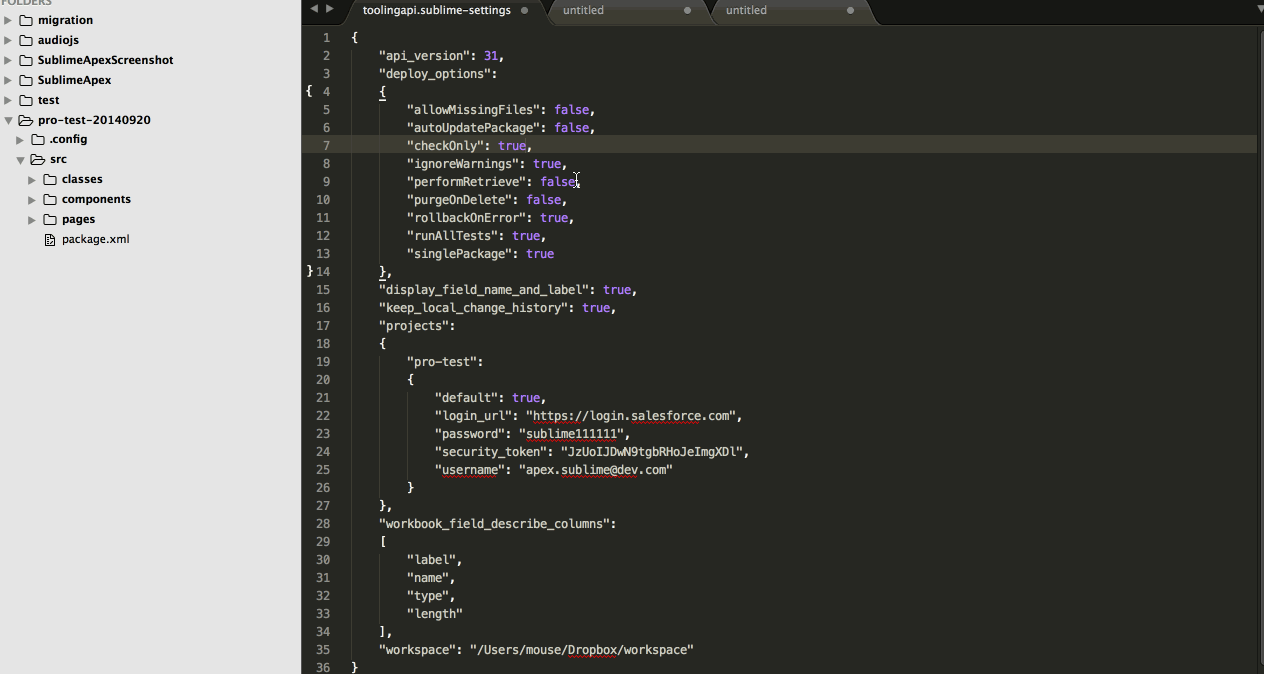 FOLDERS
migration
audiojs
SublimeApexScreenshot
SublimeApex
test
pro-test-20140920
.config
src
classes
components
pages
package.xml
toolingapi.sublime-settings
untitled
untitled
1 {
2 "api_version": 31,
3 "deploy_options":
{ 4 {
5 "allowMissingFiles": false,
6 "autoUpdatePackage": false,
7 "checkOnly": true,
8 "ignoreWarnings": true,
9 "performRetrieve": false,
10 "purgeOnDelete": false,
11 "rollbackOnError": true,
12 "runAllTests": true,
13 "singlePackage": true
} 14 },
15 "display_field_name_and_label": true,
16 "keep_local_change_history": true,
17 "projects":
18 {
19 "pro-test":
20 {
21 "default": true,
22 "login_url": "https://login.salesforce.com",
23 "password": "sublime111111",
24 "security_token": "JzUoIJDwN9tgbRHoJeImgXDl",
25 "username": "apex.sublime@dev.com"
26 }
27 },
28 "workbook_field_describe_columns":
29 [
30 "label",
31 "name",
32 "type",
33 "length"
34 ],
35 "workspace": "/Users/mouse/Dropbox/workspace"
36 }